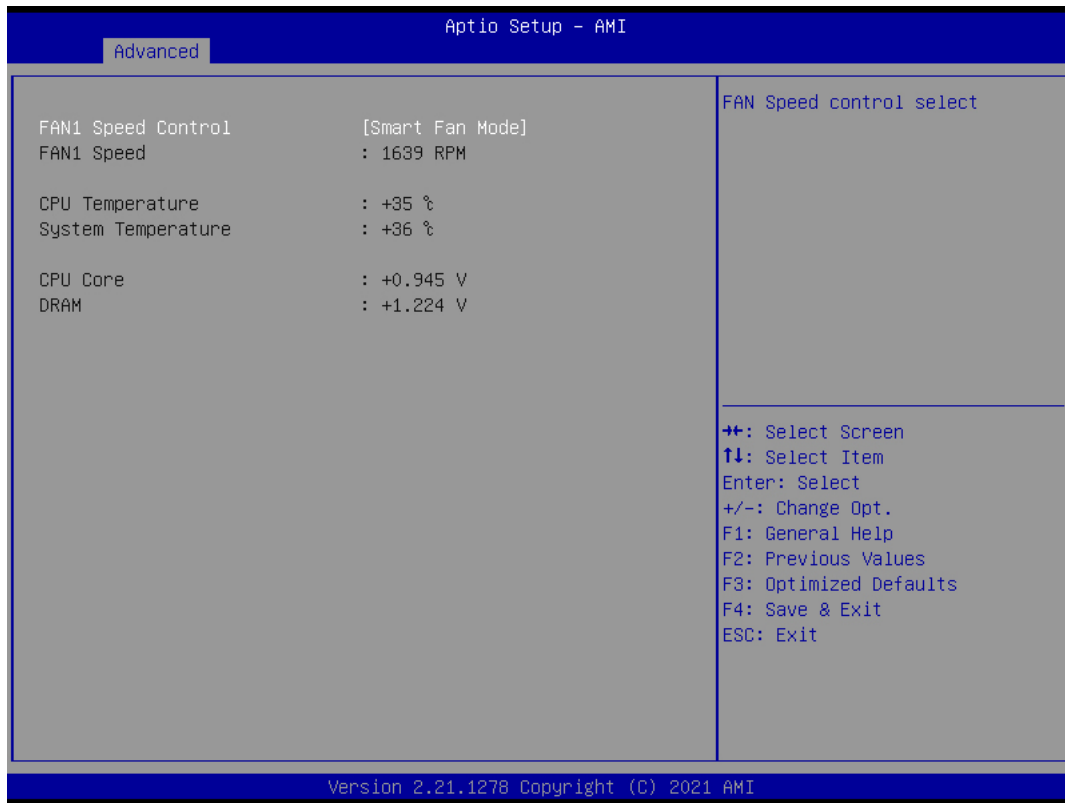 Aptio Setup – AMI
Advanced
FAN1 Speed Control [Smart Fan Mode]
FAN1 Speed : 1639 RPM
CPU Temperature : +35 ℃
System Temperature : +36 ℃
CPU Core : +0.945 V
DRAM : +1.224 V
FAN Speed control select
→←: Select Screen
↑↓: Select Item
Enter: Select
+/-: Change Opt.
F1: General Help
F2: Previous Values
F3: Optimized Defaults
F4: Save & Exit
ESC: Exit
Version 2.21.1278 Copyright (C) 2021 AMI